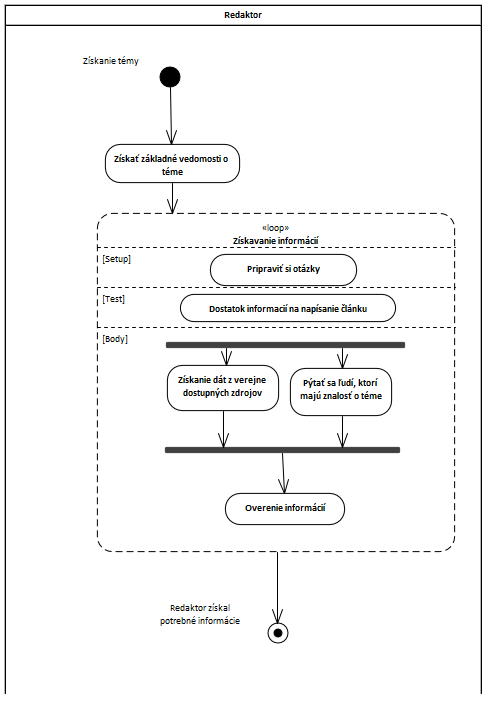 Redaktor
Získanie témy
Získať základné vedomosti o
téme
«loop»
Získavanie informácií
[Setup]
Pripraviť si otázky
[Test]
Dostatok informacií na napísanie článku
[Body]
Získanie dát z verejne
dostupných zdrojov
Pýtať sa ľudí, ktorí
majú znalosť o téme
Overenie informácií
Redaktor získal
potrebné informácie